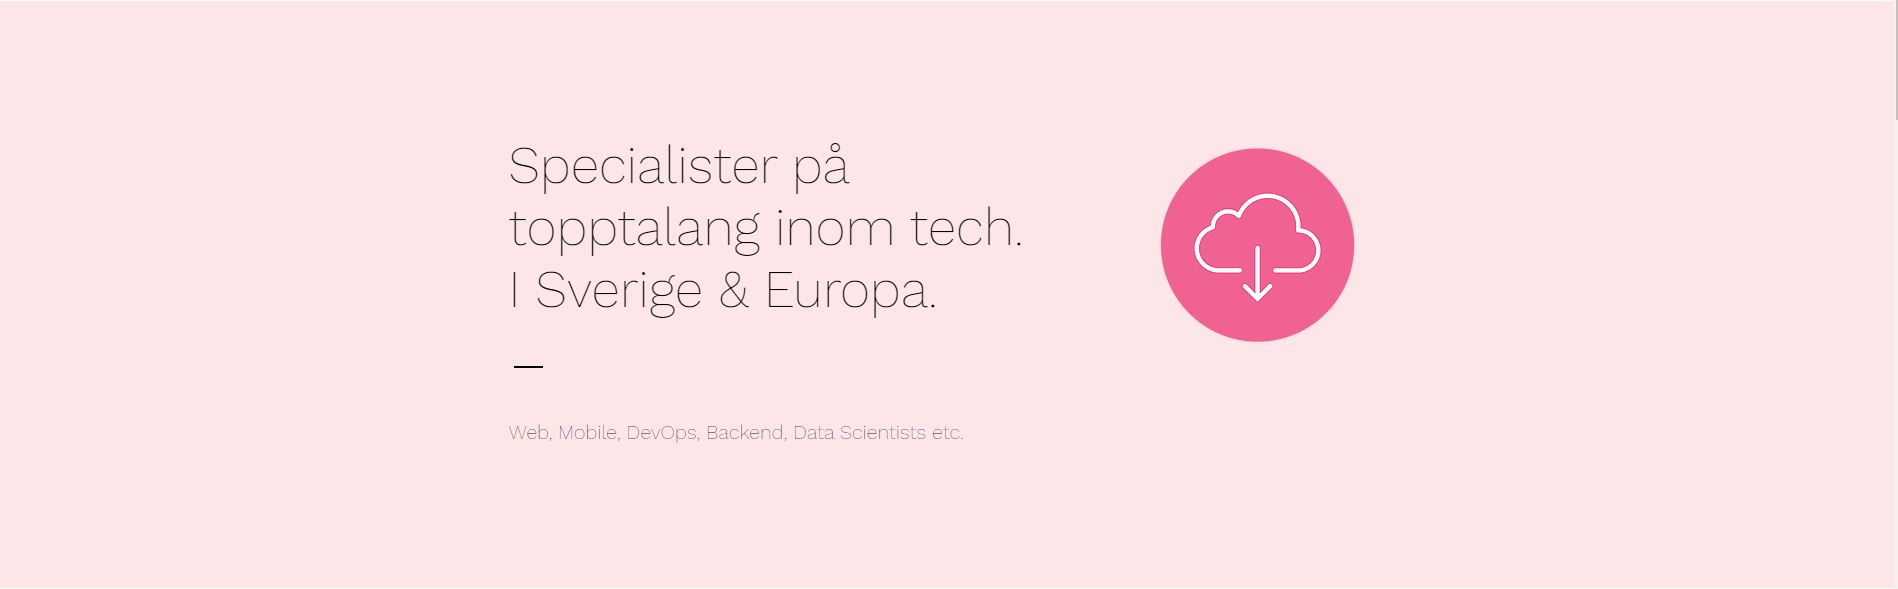 Specialister på
topptalang inom tech.
I Sverige & Europa.
Web, Mobile, DevOps, Backend, Data Scientists etc.